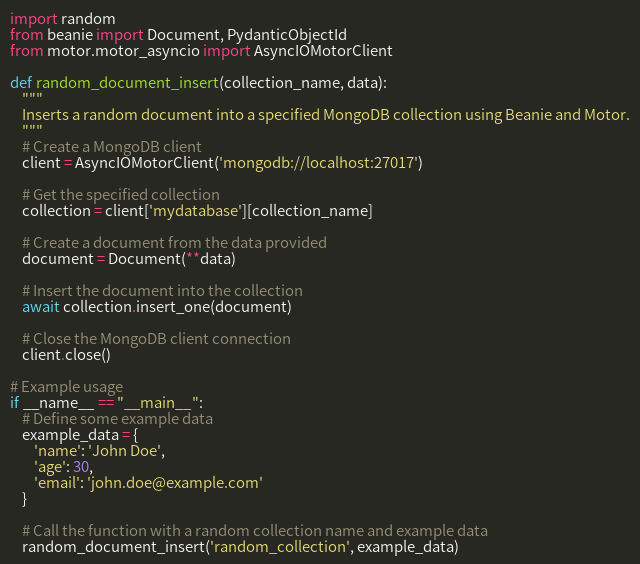 import random
from beanie import Document, PydanticObjectId
from motor.motor_asyncio import AsyncIOMotorClient

def random_document_insert(collection_name, data):
    """
    Inserts a random document into a specified MongoDB collection using Beanie and Motor.
    """
    # Create a MongoDB client
    client = AsyncIOMotorClient('mongodb://localhost:27017')

    # Get the specified collection
    collection = client['mydatabase'][collection_name]

    # Create a document from the data provided
    document = Document(**data)

    # Insert the document into the collection
    await collection.insert_one(document)

    # Close the MongoDB client connection
    client.close()

# Example usage
if __name__ == "__main__":
    # Define some example data
    example_data = {
        'name': 'John Doe',
        'age': 30,
        'email': 'john.doe@example.com'
    }

    # Call the function with a random collection name and example data
    random_document_insert('random_collection', example_data)